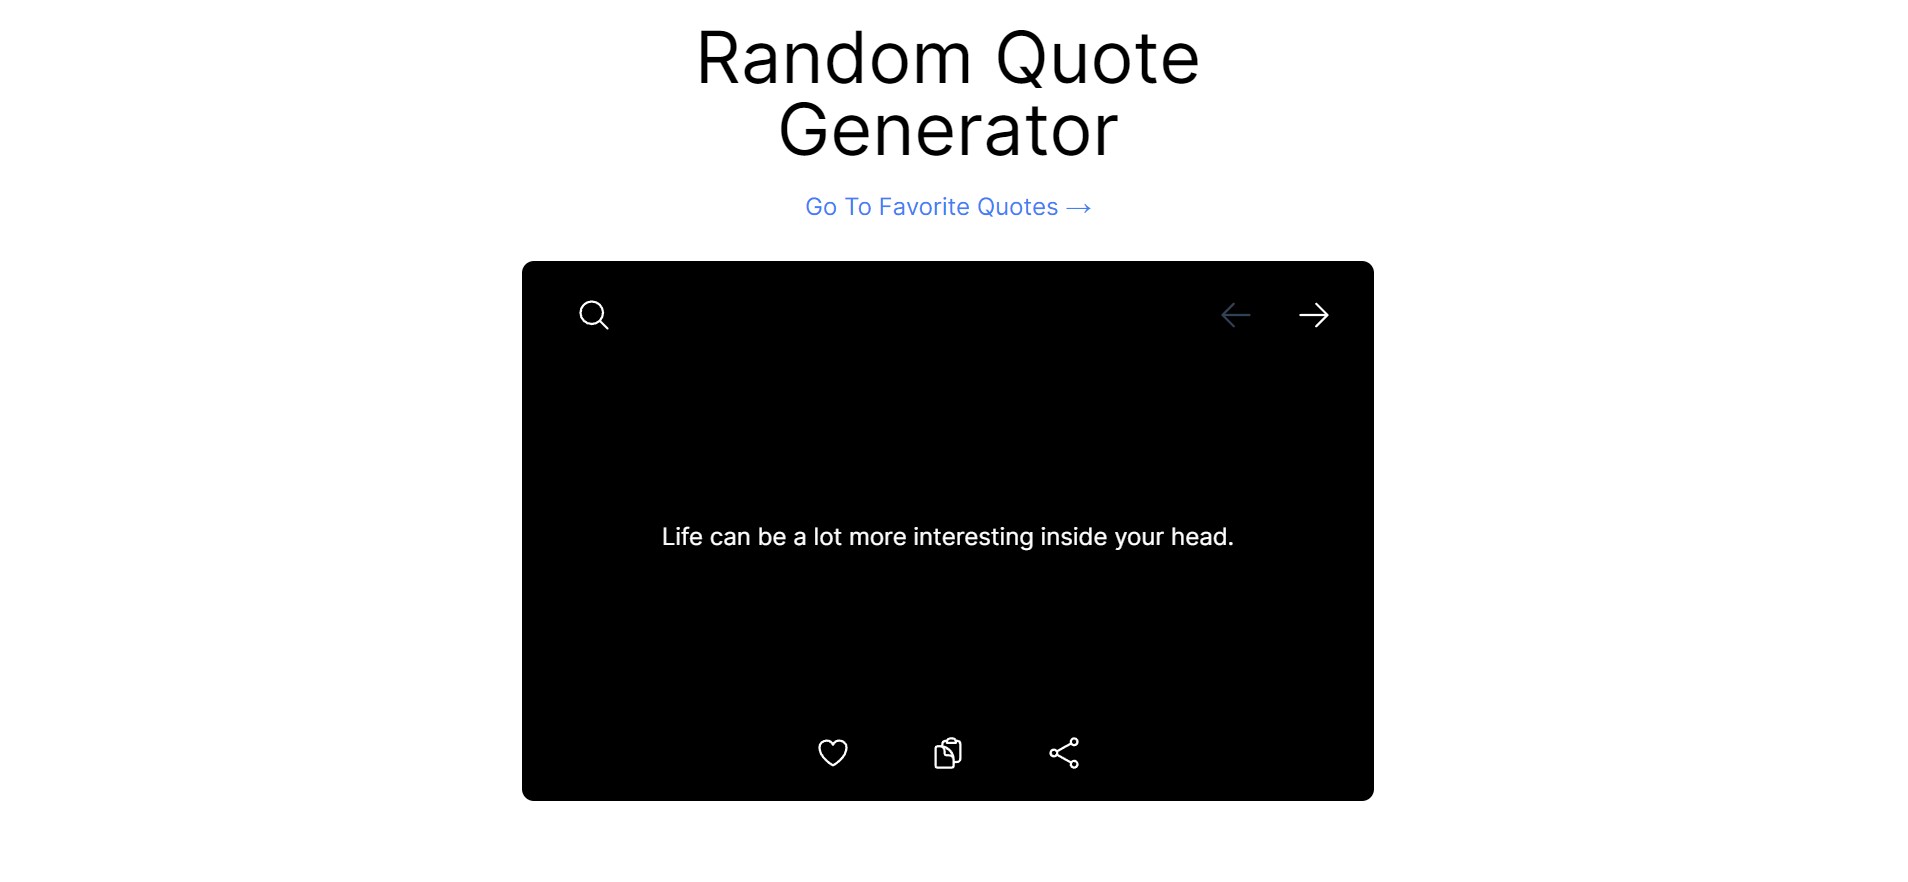 Random Quote
Generator
Go To Favorite Quotes →
Life can be a lot more interesting inside your head.